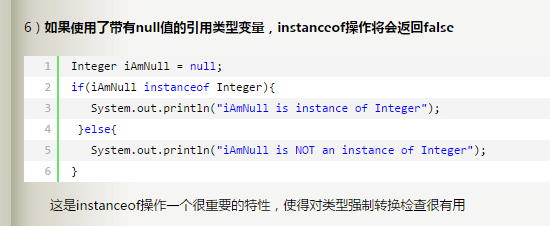 6）如果使用了带有null值的引用类型变量，instanceof操作将会返回false
1 Integer iAmNull = null;
2 if(iAmNull instanceof Integer){
3 System.out.println("iAmNull is instance of Integer");
4 }else{
5 System.out.println("iAmNull is NOT an instance of Integer");
6 }
这是instanceof操作一个很重要的特性，使得对类型强制转换检查很有用